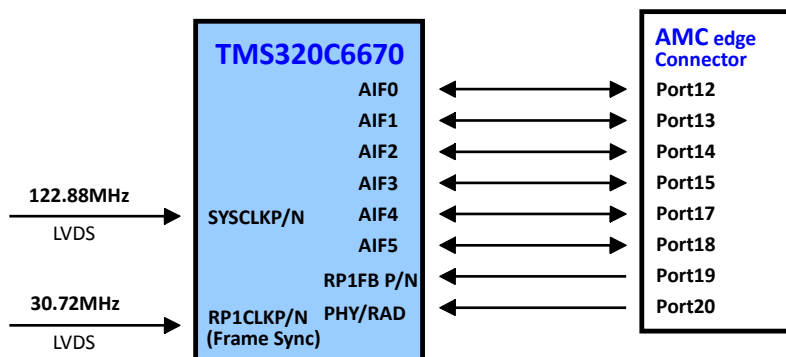 TMS320C6670
AMC edge
Connector
AIF0
Port12
AIF1
Port13
AIF2
Port14
AIF3
Port15
122.88MHz
LVDS
SYSCLKP/N
AIF4
Port17
AIF5
Port18
RP1FB P/N
Port19
30.72MHz
LVDS
RP1CLKP/N
(Frame Sync)
PHY/RAD
Port20